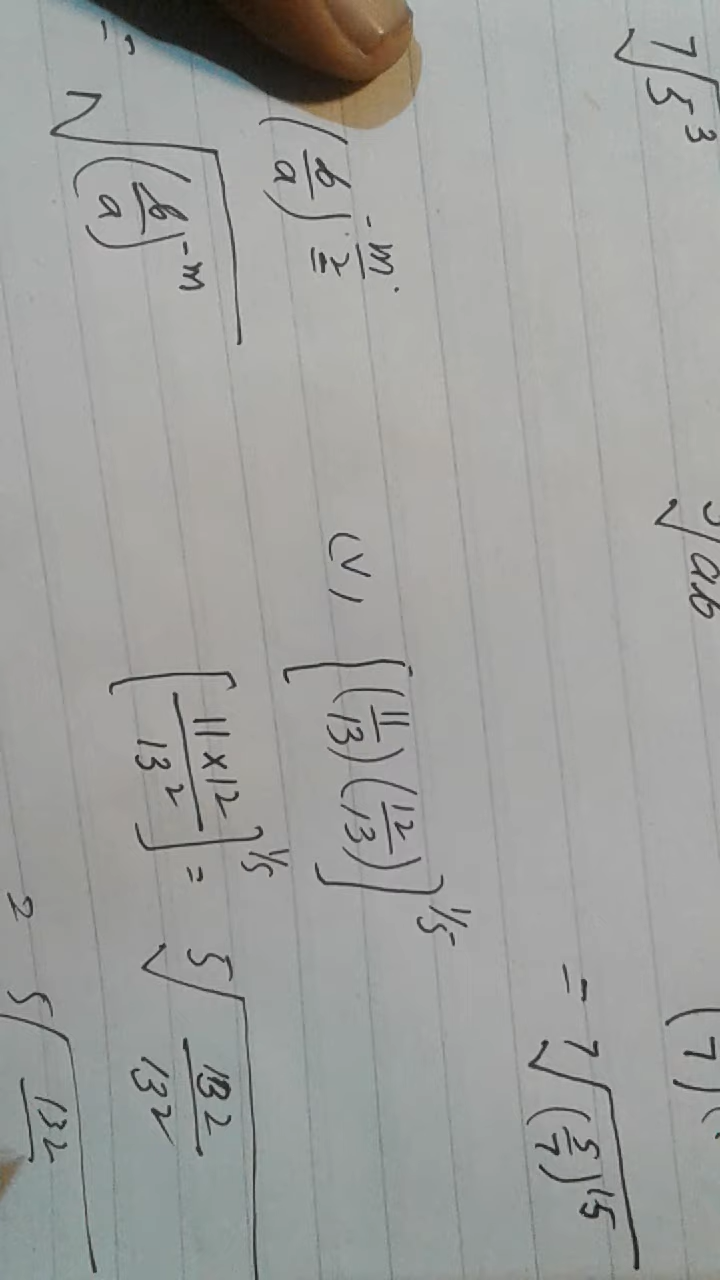 ⁷√5³
³√ab
= ⁷√(5/7)¹⁵
(b/a)^(-m/2)
= √(b/a)^(-m)
(V) [(11/13)(12/13)]^(1/5)
[11×12/13²]^(1/5) = ⁵√132/13²
⁵√132